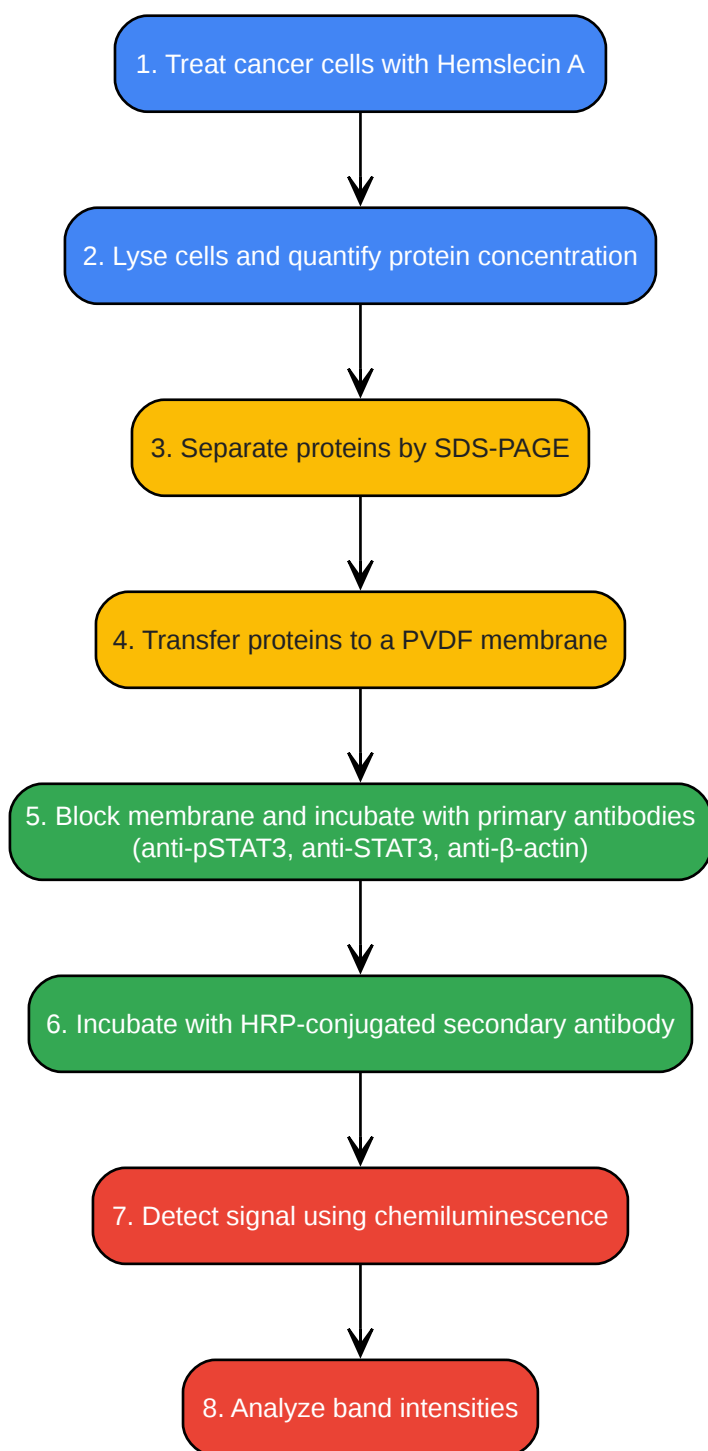 1. Treat cancer cells with Hemslecin A
2. Lyse cells and quantify protein concentration
3. Separate proteins by SDS-PAGE
4. Transfer proteins to a PVDF membrane
5. Block membrane and incubate with primary antibodies
(anti-pSTAT3, anti-STAT3, anti-β-actin)
6. Incubate with HRP-conjugated secondary antibody
7. Detect signal using chemiluminescence
8. Analyze band intensities